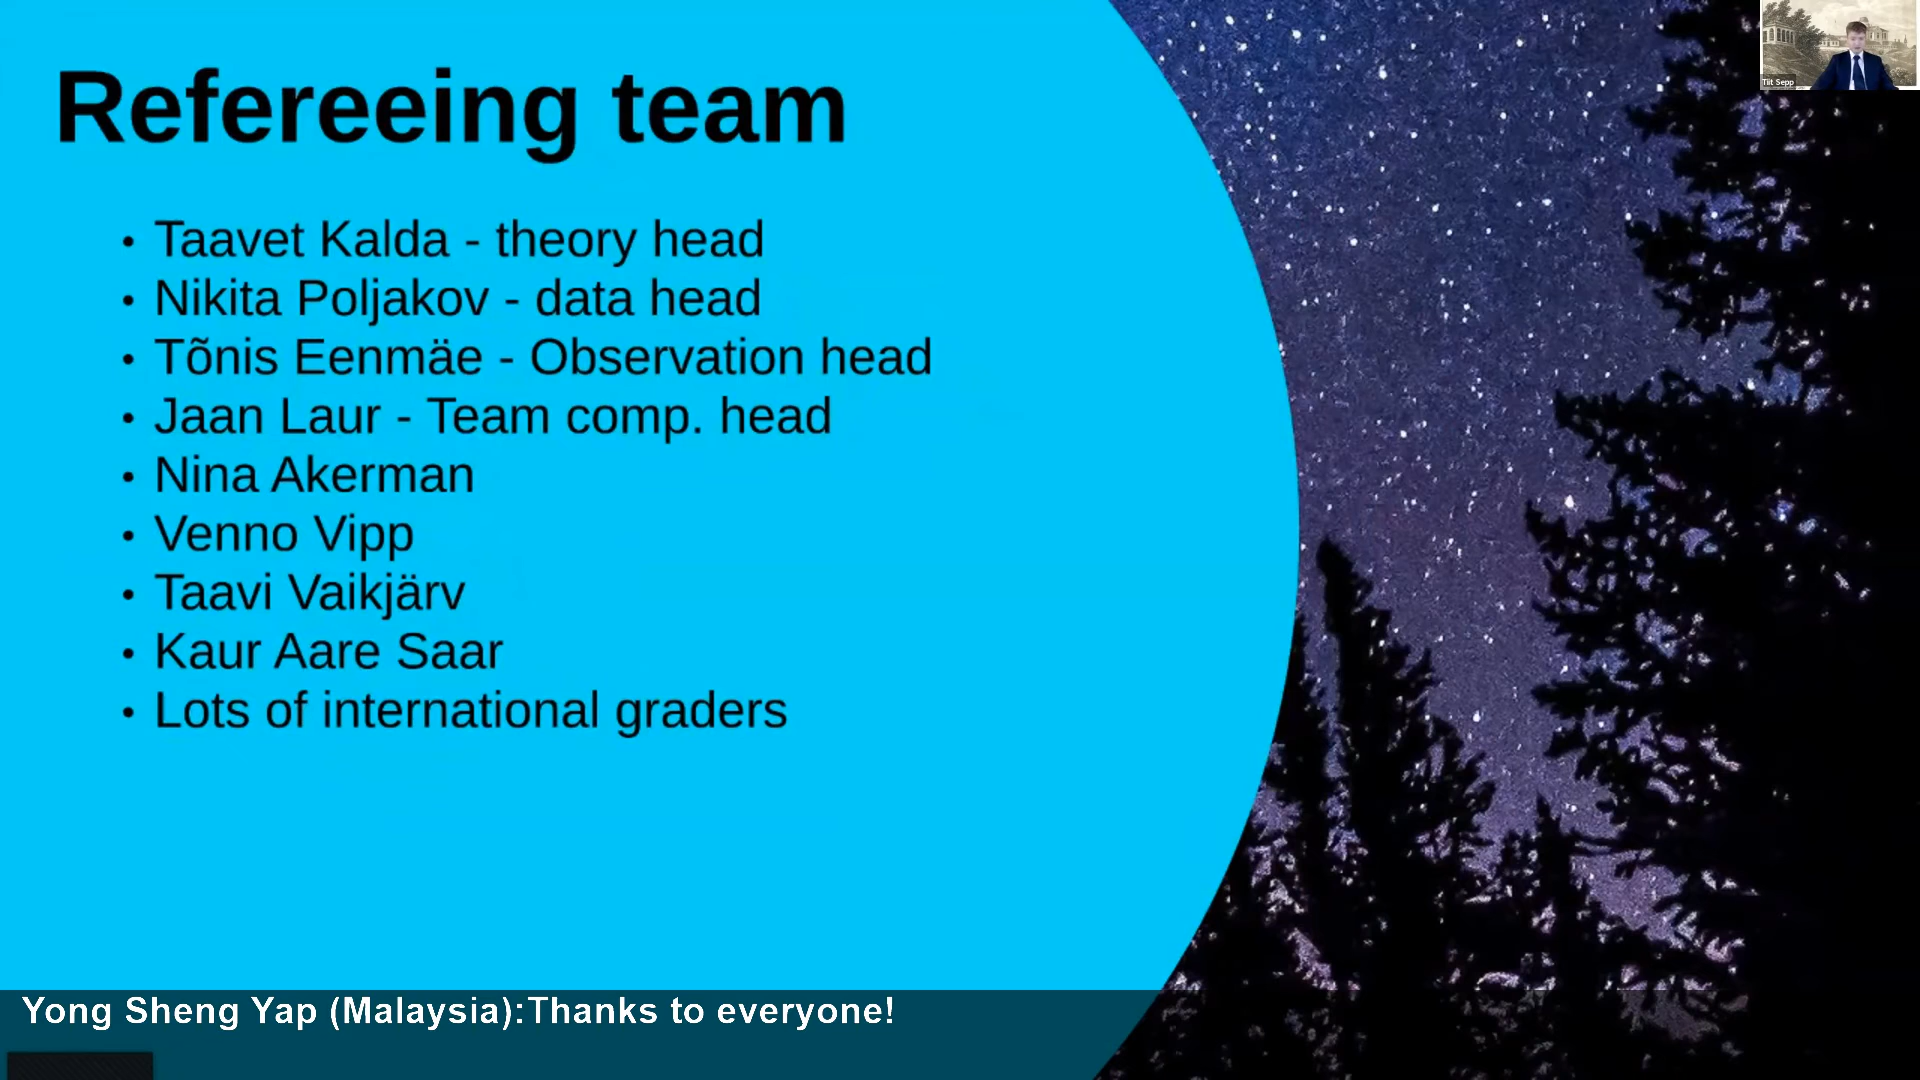 Refereeing team
• Taavet Kalda - theory head
• Nikita Poljakov - data head
• Tõnis Eenmäe - Observation head
• Jaan Laur - Team comp. head
• Nina Akerman
• Venno Vipp
• Taavi Vaikjärv
• Kaur Aare Saar
• Lots of international graders
Tiit Sepp
Yong Sheng Yap (Malaysia):Thanks to everyone!